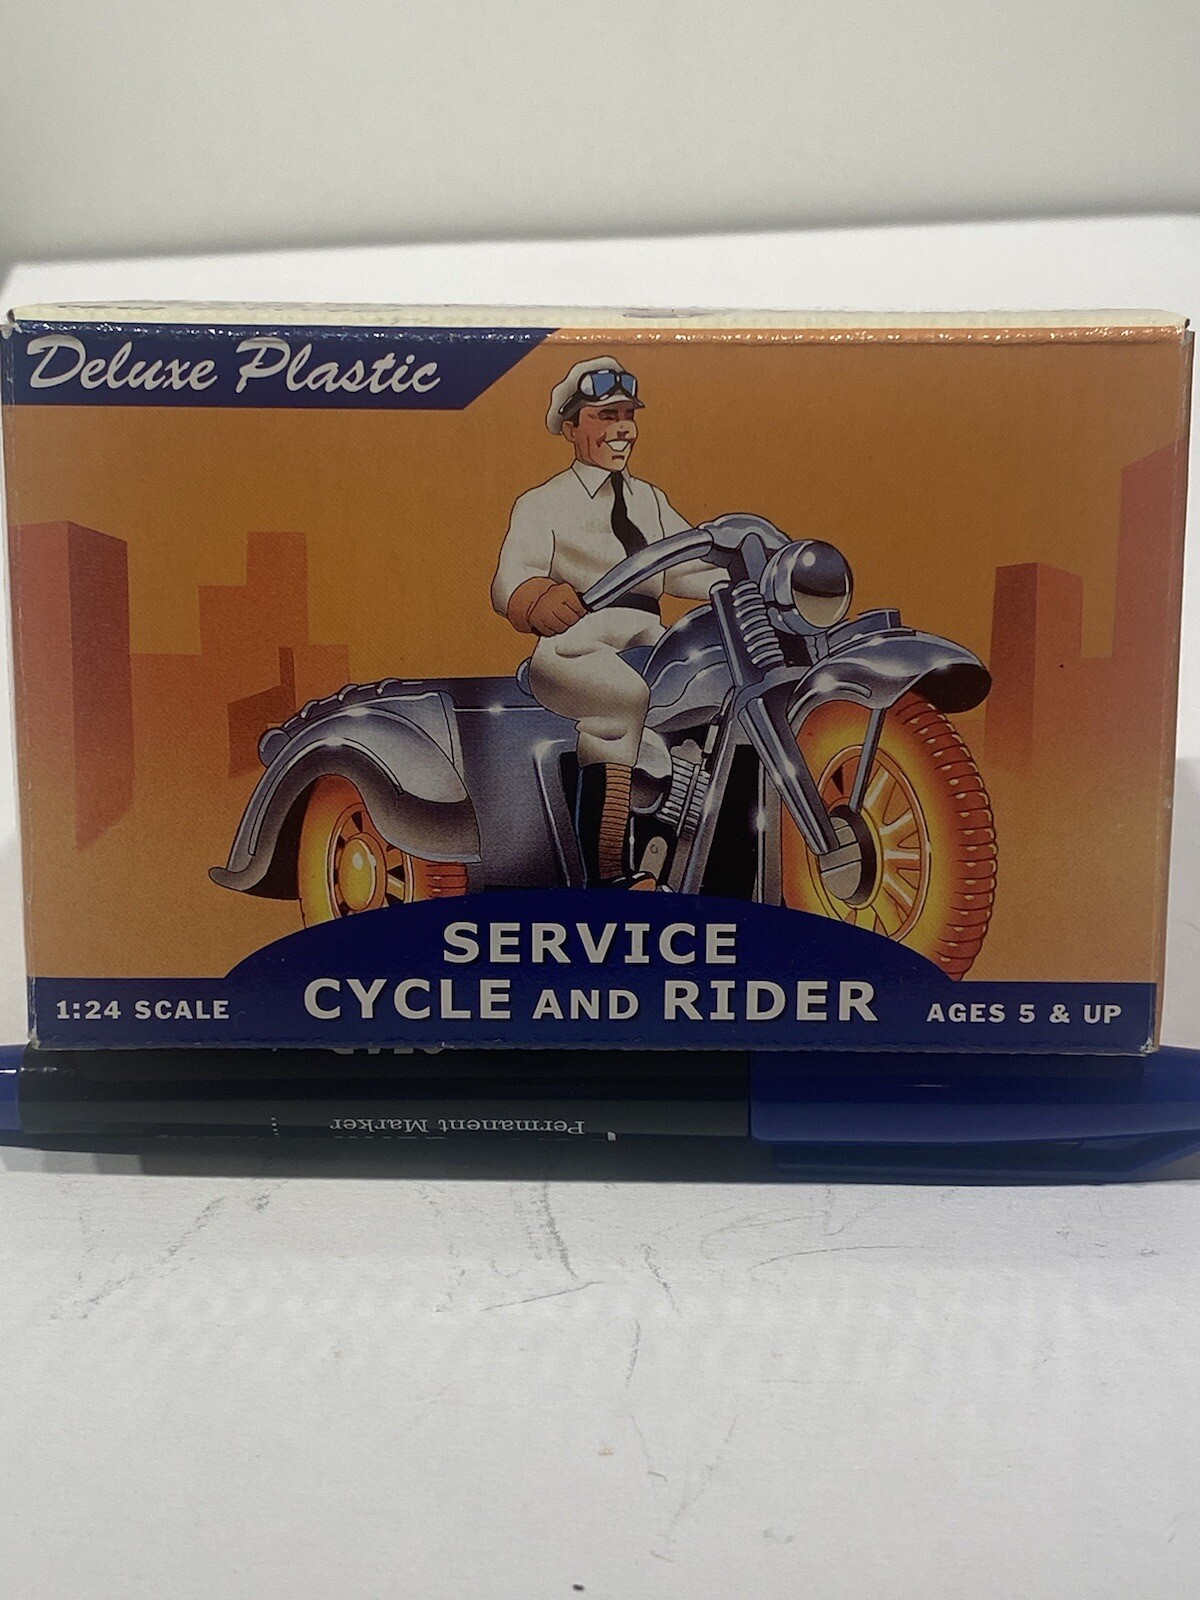 Deluxe Plastic
SERVICE
CYCLE AND RIDER
1:24 SCALE
AGES 5 & UP
Permanent Marker